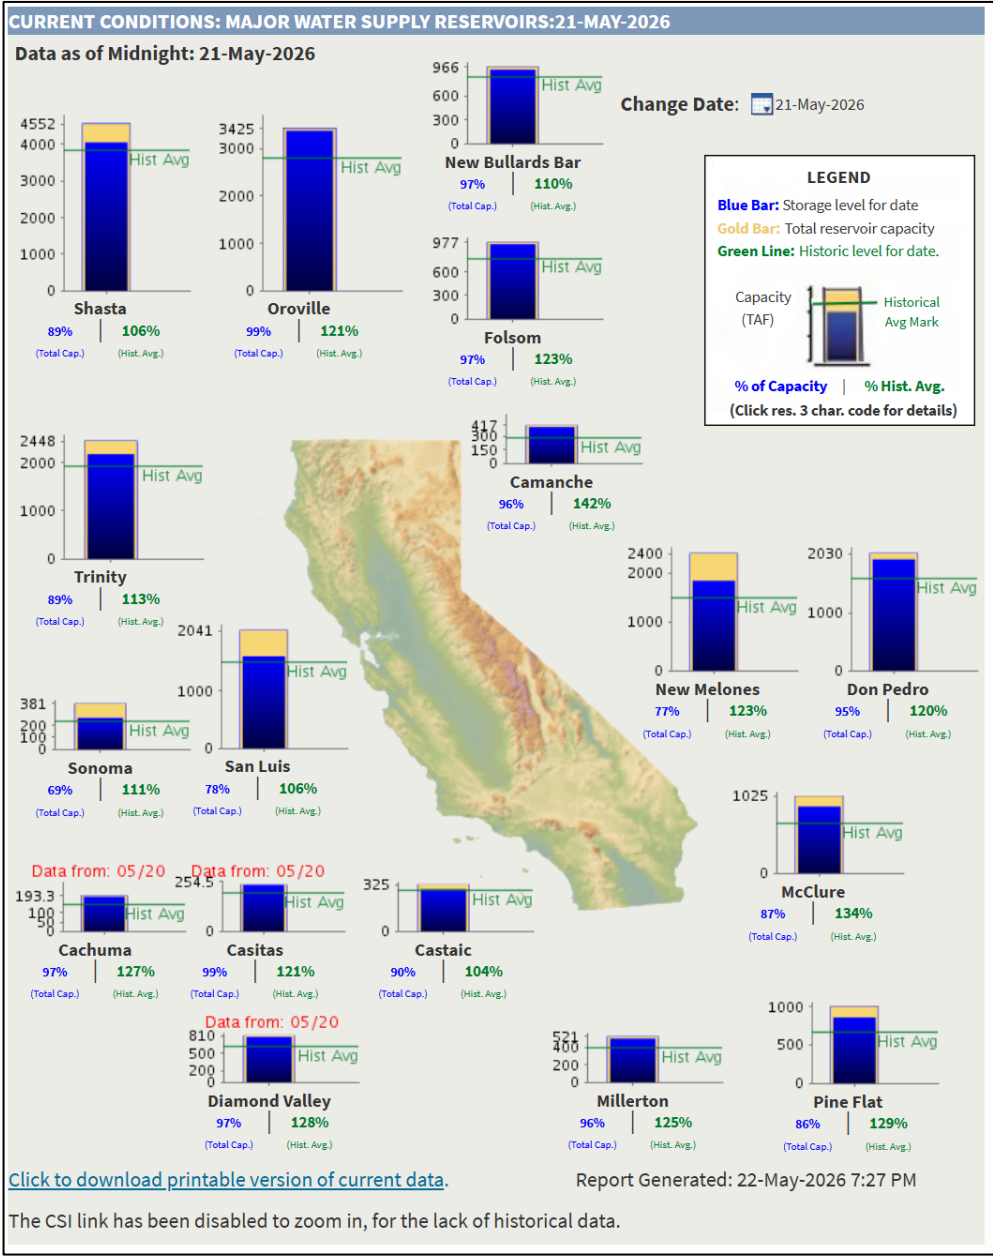 CURRENT CONDITIONS: MAJOR WATER SUPPLY RESERVOIRS:21-MAY-2026
Data as of Midnight: 21-May-2026
Change Date: 21-May-2026
966
600
300
0
Hist Avg
New Bullards Bar
97% | 110%
(Total Cap.) (Hist. Avg.)
4552
4000
3000
2000
1000
0
Hist Avg
Shasta
89% | 106%
(Total Cap.) (Hist. Avg.)
3425
3000
2000
1000
0
Hist Avg
Oroville
99% | 121%
(Total Cap.) (Hist. Avg.)
977
600
300
0
Hist Avg
Folsom
97% | 123%
(Total Cap.) (Hist. Avg.)
LEGEND
Blue Bar: Storage level for date
Gold Bar: Total reservoir capacity
Green Line: Historic level for date.
Capacity
(TAF)
Historical
Avg Mark
% of Capacity | % Hist. Avg.
(Click res. 3 char. code for details)
2448
2000
1000
0
Hist Avg
Trinity
89% | 113%
(Total Cap.) (Hist. Avg.)
417
300
150
0
Hist Avg
Camanche
96% | 142%
(Total Cap.) (Hist. Avg.)
2400
2000
1000
0
Hist Avg
New Melones
77% | 123%
(Total Cap.) (Hist. Avg.)
2030
1000
0
Hist Avg
Don Pedro
95% | 120%
(Total Cap.) (Hist. Avg.)
381
200
100
0
Hist Avg
Sonoma
69% | 111%
(Total Cap.) (Hist. Avg.)
2041
1000
0
Hist Avg
San Luis
78% | 106%
(Total Cap.) (Hist. Avg.)
1025
0
Hist Avg
McClure
87% | 134%
(Total Cap.) (Hist. Avg.)
Data from: 05/20
193.3
100
50
0
Hist Avg
Cachuma
97% | 127%
(Total Cap.) (Hist. Avg.)
Data from: 05/20
254.5
0
Hist Avg
Casitas
99% | 121%
(Total Cap.) (Hist. Avg.)
325
0
Hist Avg
Castaic
90% | 104%
(Total Cap.) (Hist. Avg.)
Data from: 05/20
810
500
200
0
Hist Avg
Diamond Valley
97% | 128%
(Total Cap.) (Hist. Avg.)
521
400
200
0
Hist Avg
Millerton
96% | 125%
(Total Cap.) (Hist. Avg.)
1000
500
0
Hist Avg
Pine Flat
86% | 129%
(Total Cap.) (Hist. Avg.)
Click to download printable version of current data.
Report Generated: 22-May-2026 7:27 PM
The CSI link has been disabled to zoom in, for the lack of historical data.